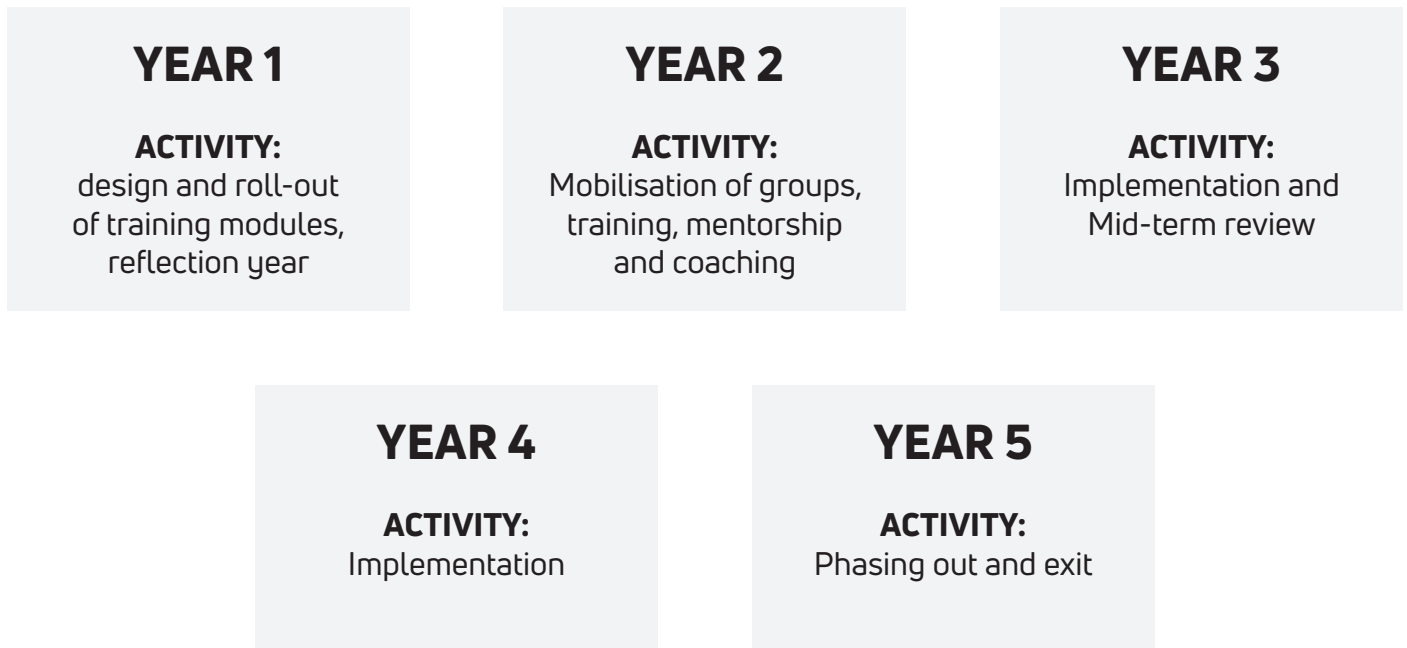 YEAR 1
ACTIVITY:
design and roll-out
of training modules,
reflection year
YEAR 2
ACTIVITY:
Mobilisation of groups,
training, mentorship
and coaching
YEAR 3
ACTIVITY:
Implementation and
Mid-term review
YEAR 4
ACTIVITY:
Implementation
YEAR 5
ACTIVITY:
Phasing out and exit